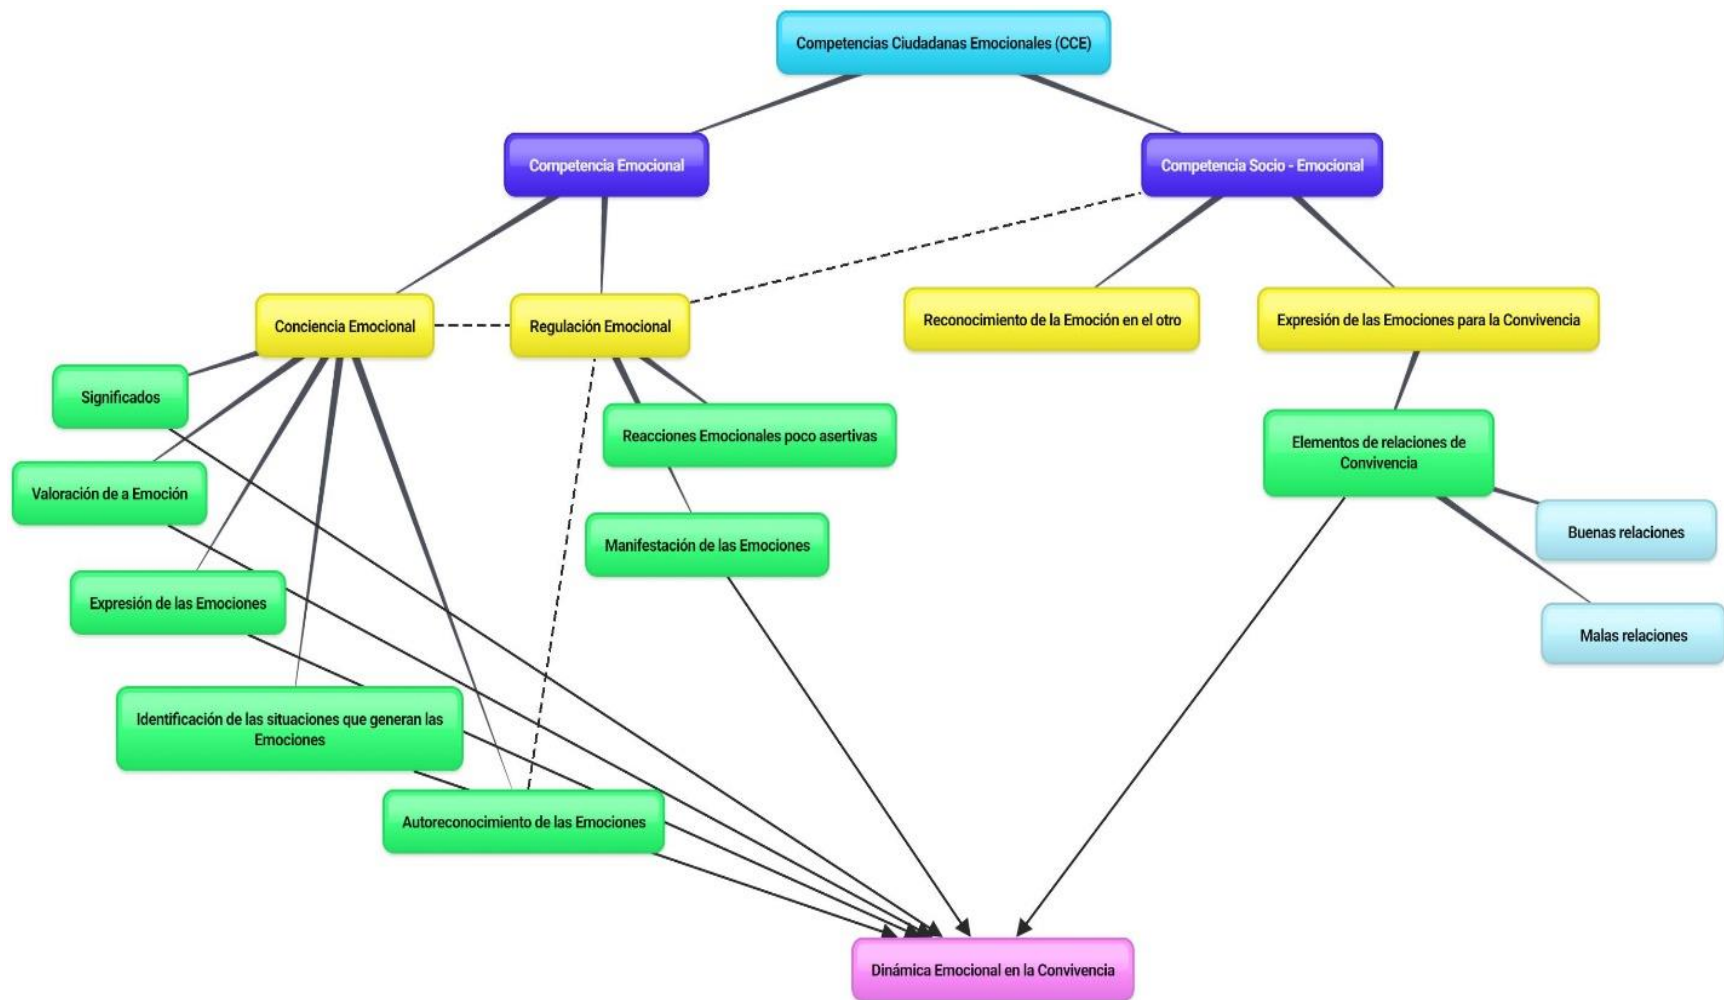 Competencias Ciudadanas Emocionales (CCE)
Competencia Emocional
Competencia Socio - Emocional
Conciencia Emocional
Regulación Emocional
Reconocimiento de la Emoción en el otro
Expresión de las Emociones para la Convivencia
Significados
Reacciones Emocionales poco asertivas
Elementos de relaciones de
Convivencia
Valoración de a Emoción
Manifestación de las Emociones
Buenas relaciones
Expresión de las Emociones
Malas relaciones
Identificación de las situaciones que generan las
Emociones
Autoreconocimiento de las Emociones
Dinámica Emocional en la Convivencia